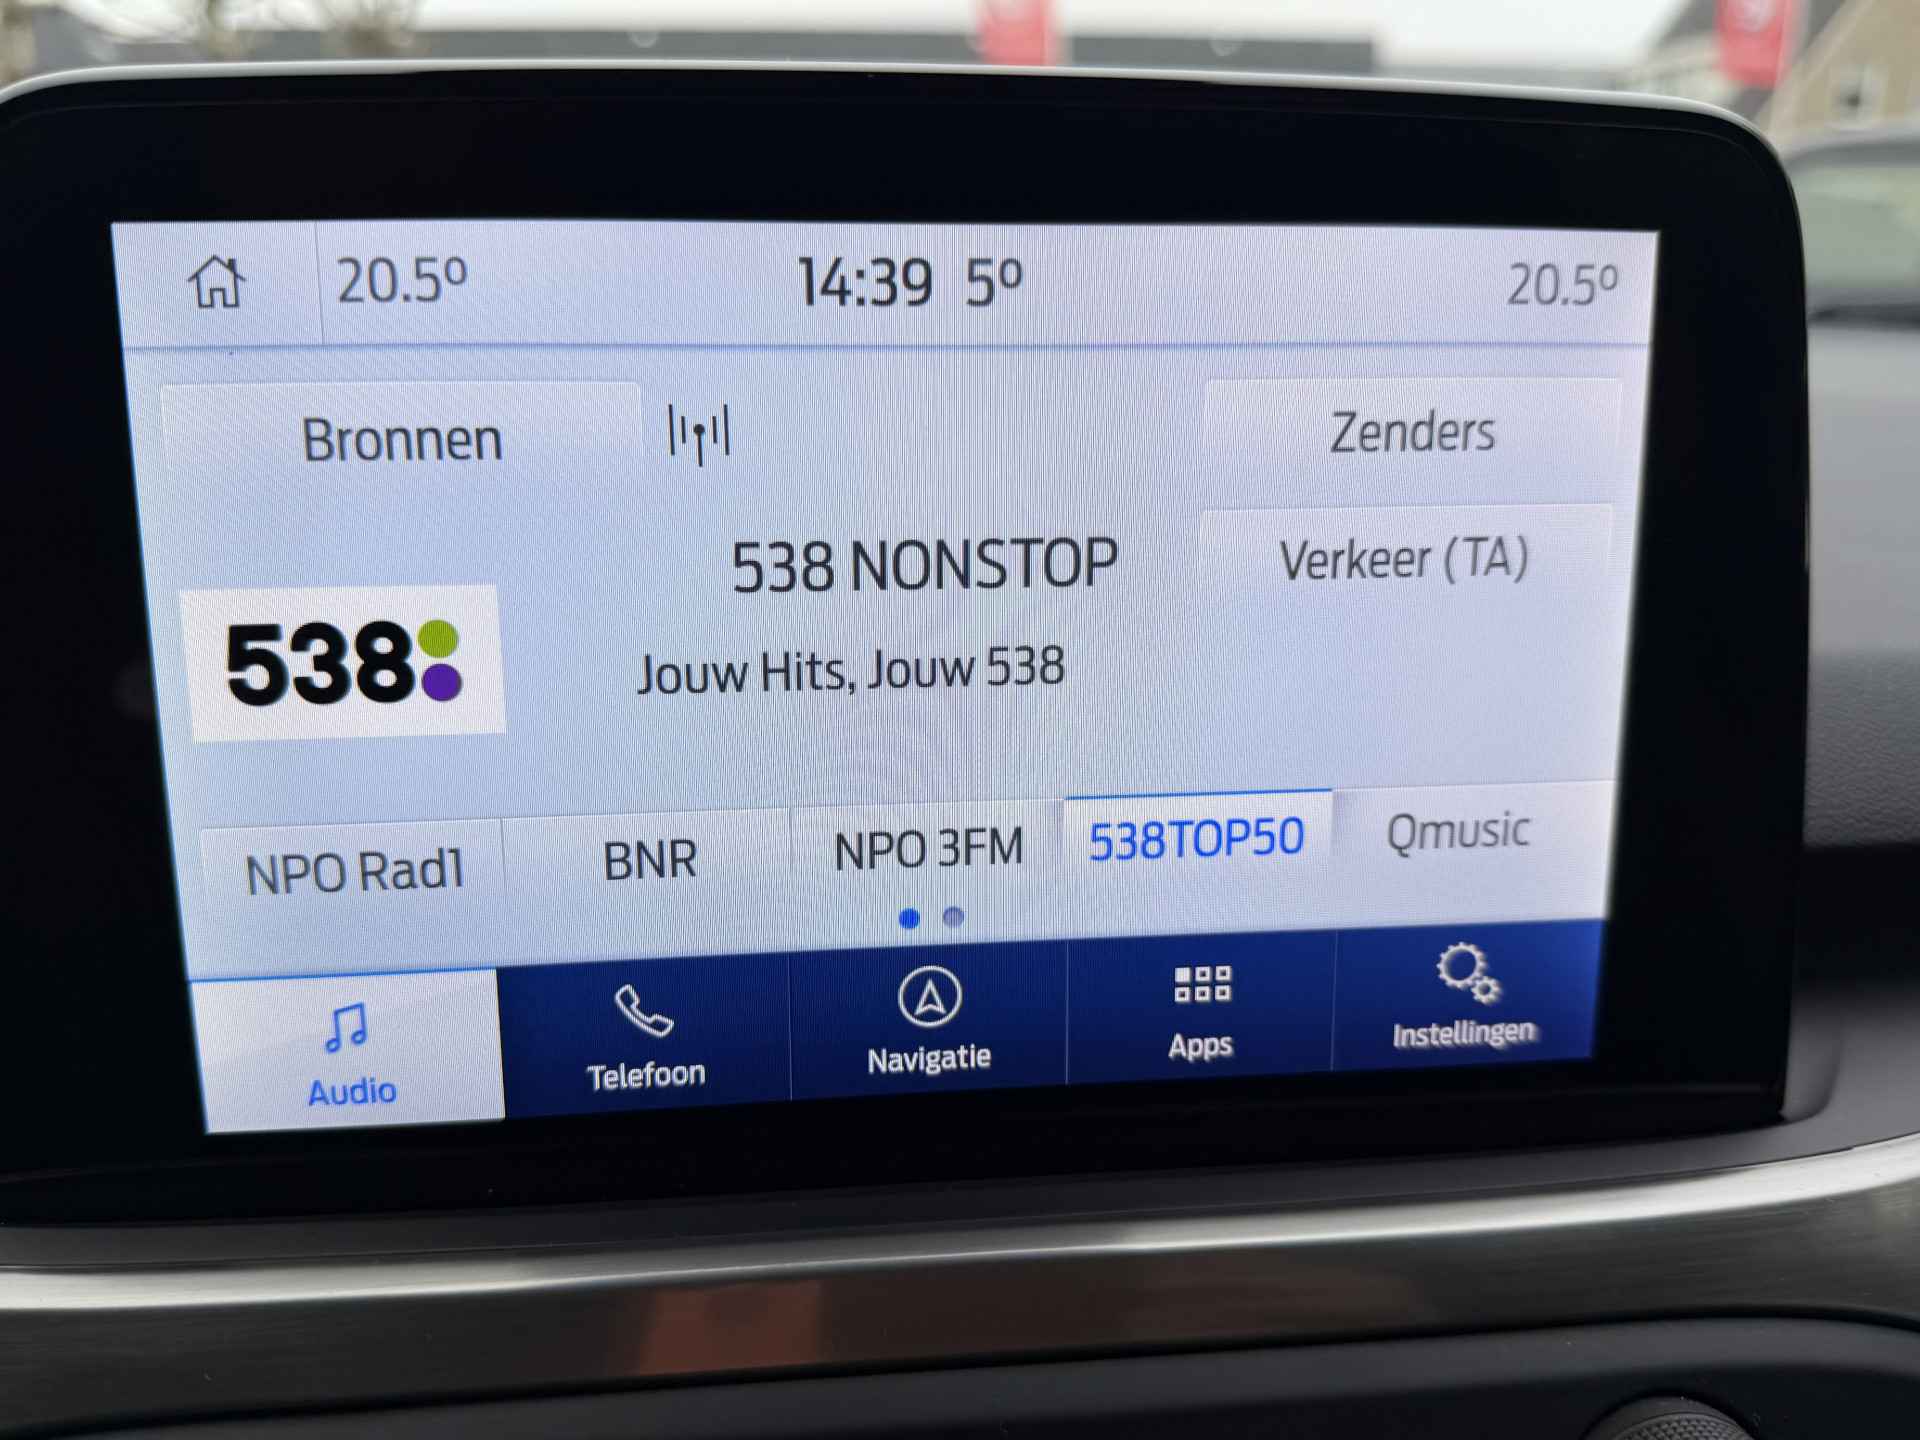 20.5º 14:39 5º 20.5º
Bronnen Zenders
538 NONSTOP Verkeer (TA)
538 Jouw Hits, Jouw 538
NPO Rad1 BNR NPO 3FM 538TOP50 Qmusic
Audio Telefoon Navigatie Apps Instellingen